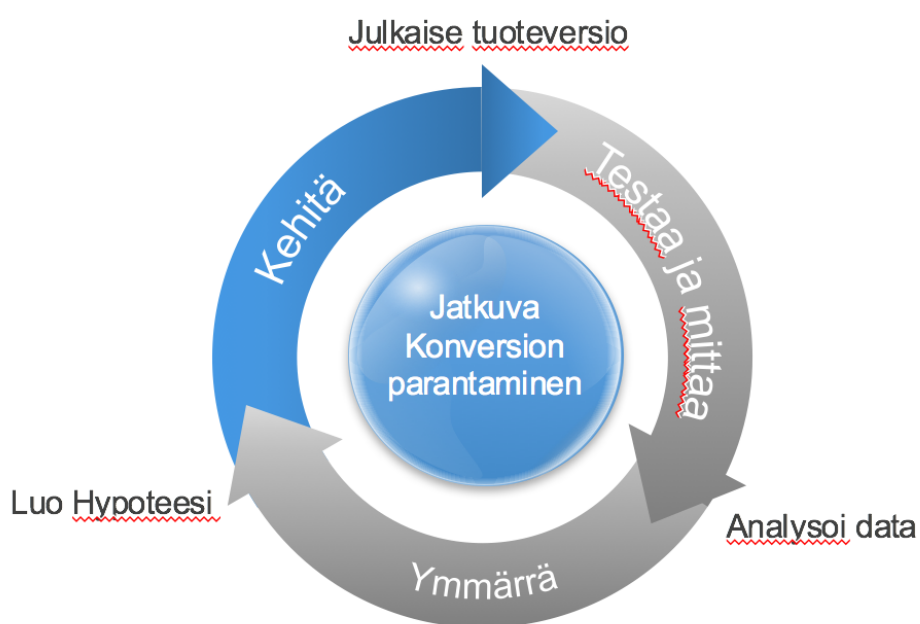 Julkaise tuoteversio
Kehitä
Testaa ja mittaa
Jatkuva
Konversion
parantaminen
Luo Hypoteesi
Analysoi data
Ymmärrä